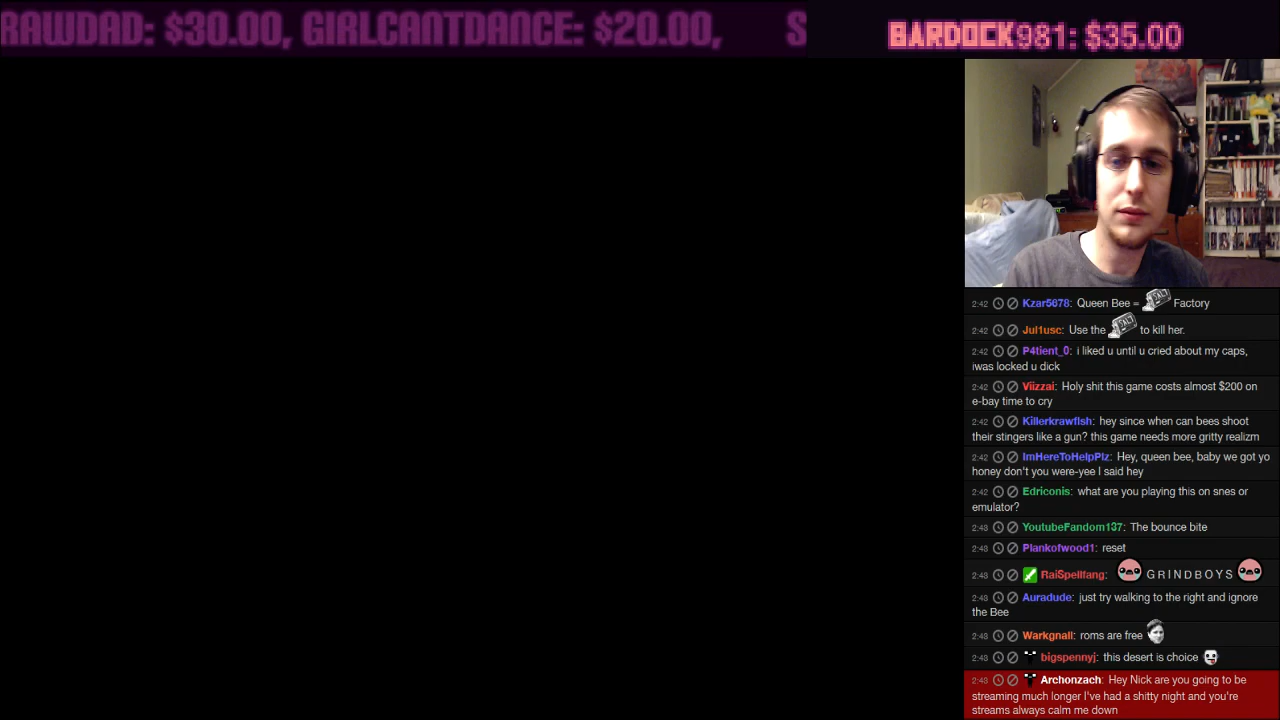 RAWDAD: $30.00, GIRLCANTDANCE: $20.00, S
BARDOCK981: $35.00
2:42 Kzar5678: Queen Bee = Factory
2:42 Jul1usc: Use the to kill her.
2:42 P4tient_0: i liked u until u cried about my caps,
iwas locked u dick
2:42 Viizzai: Holy shit this game costs almost $200 on
e-bay time to cry
2:42 Killerkrawfish: hey since when can bees shoot
their stingers like a gun? this game needs more gritty realizm
2:42 ImHereToHelpPlz: Hey, queen bee, baby we got yo
honey don't you were-yee I said hey
2:42 Edriconis: what are you playing this on snes or
emulator?
2:43 YoutubeFandom137: The bounce bite
2:43 Plankofwood1: reset
2:43 RaiSpellfang: G R I N D B O Y S
2:43 Auradude: just try walking to the right and ignore
the Bee
2:43 Warkgnall: roms are free
2:43 bigspennyj: this desert is choice
2:43 Archonzach: Hey Nick are you going to be
streaming much longer I've had a shitty night and you're
streams always calm me down